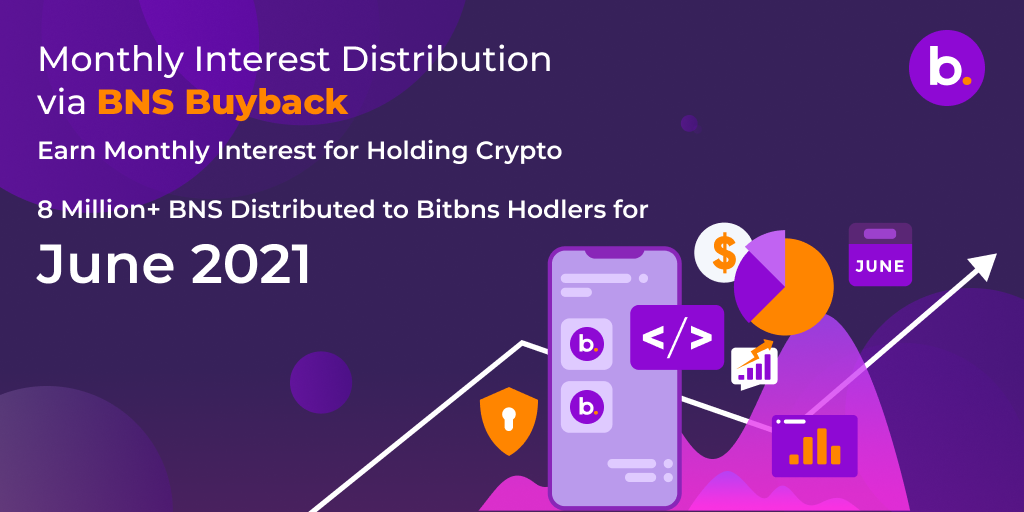 Monthly Interest Distribution
via BNS Buyback
b.
Earn Monthly Interest for Holding Crypto
8 Million+ BNS Distributed to Bitbns Hodlers for
June 2021
$
JUNE
</>
b.
b.